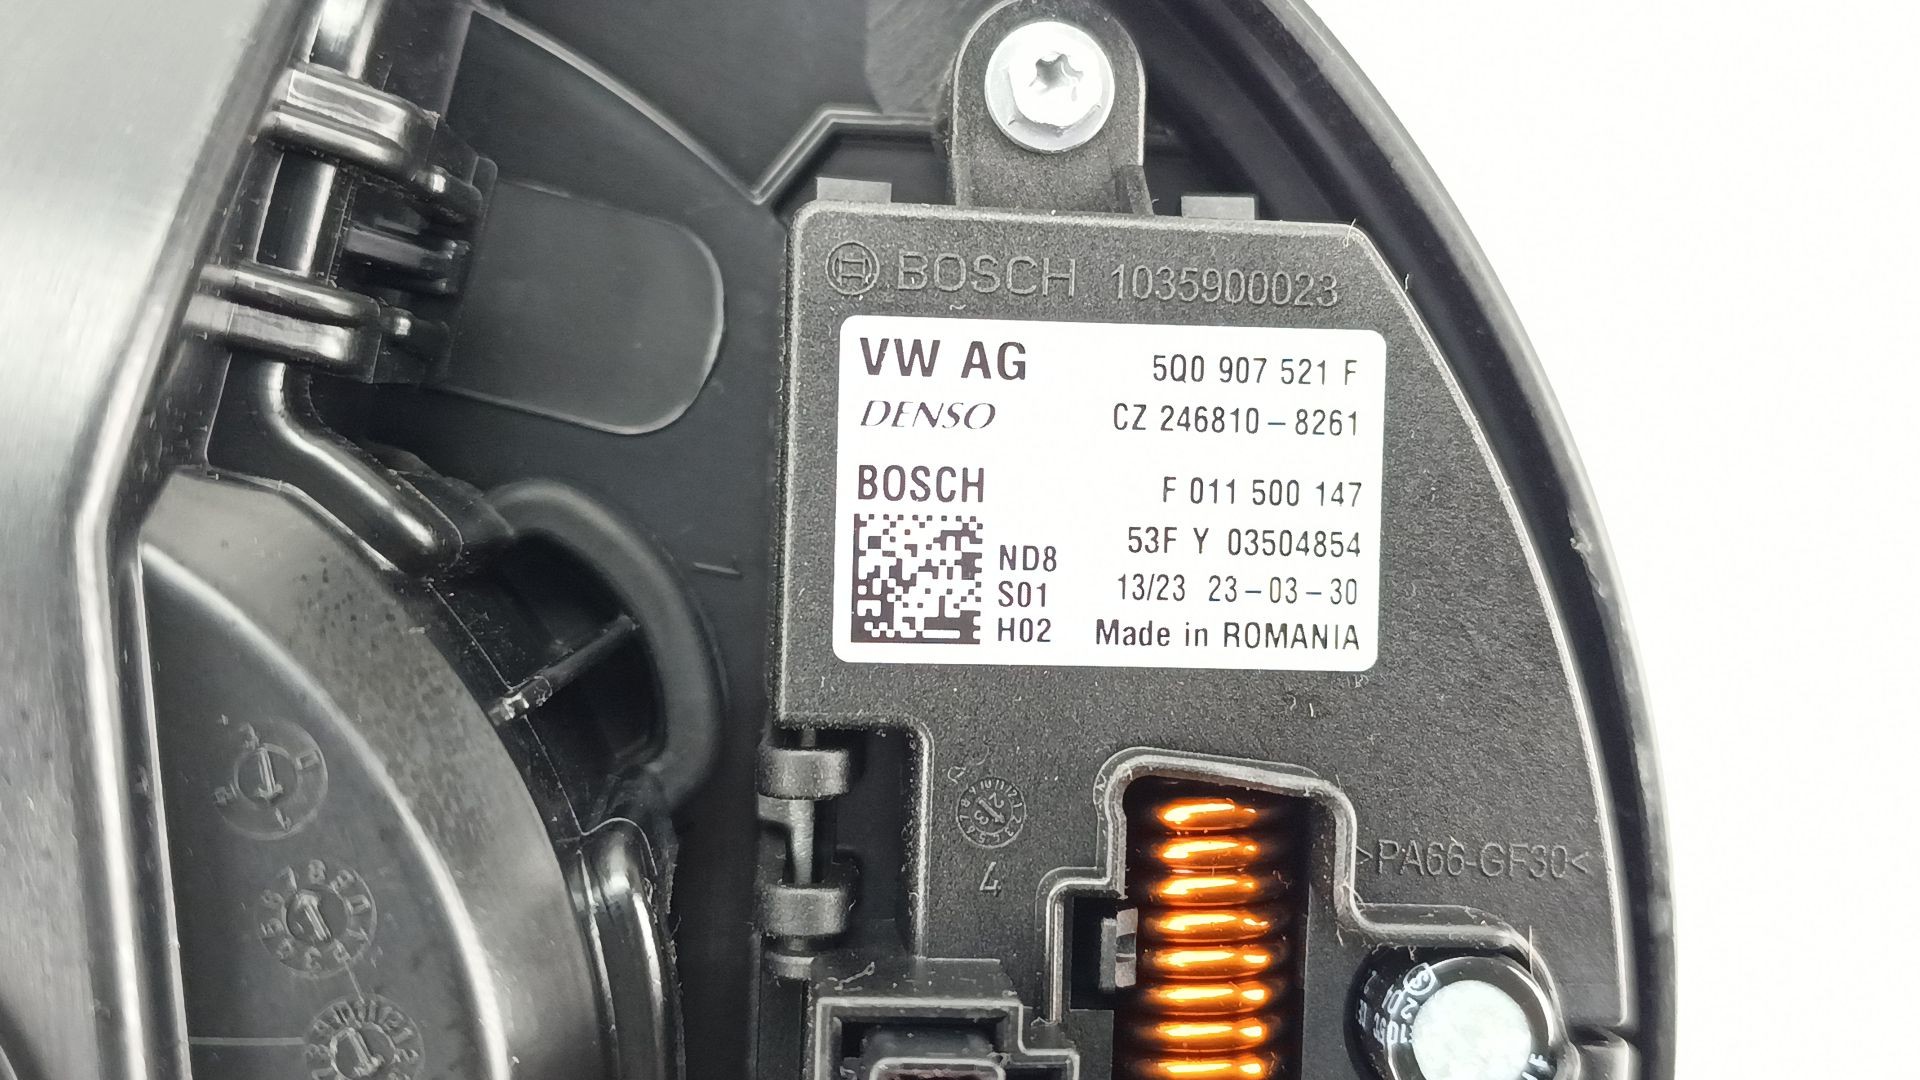 BOSCH 1035900023
VW AG 5Q0 907 521 F
DENSO CZ 246810-8261
BOSCH F 011 500 147
53F Y 03504854
ND8
S01 13/23 23-03-30
H02 Made in ROMANIA
4
>PA66-GF30<